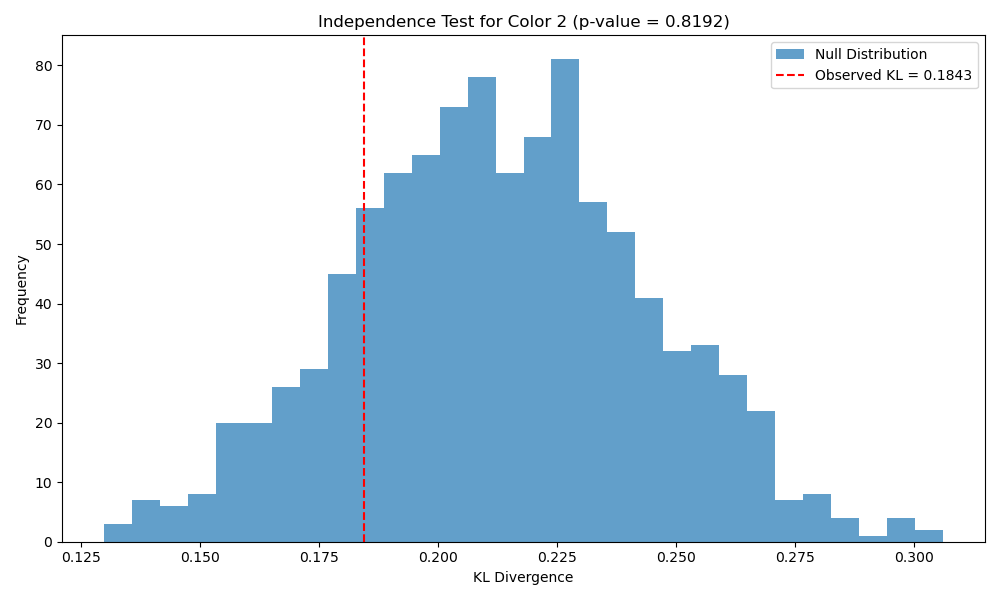 Independence Test for Color 2 (p-value = 0.8192)
Null Distribution
Observed KL = 0.1843
80
70
60
50
40
30
20
10
0
Frequency
0.125 0.150 0.175 0.200 0.225 0.250 0.275 0.300
KL Divergence